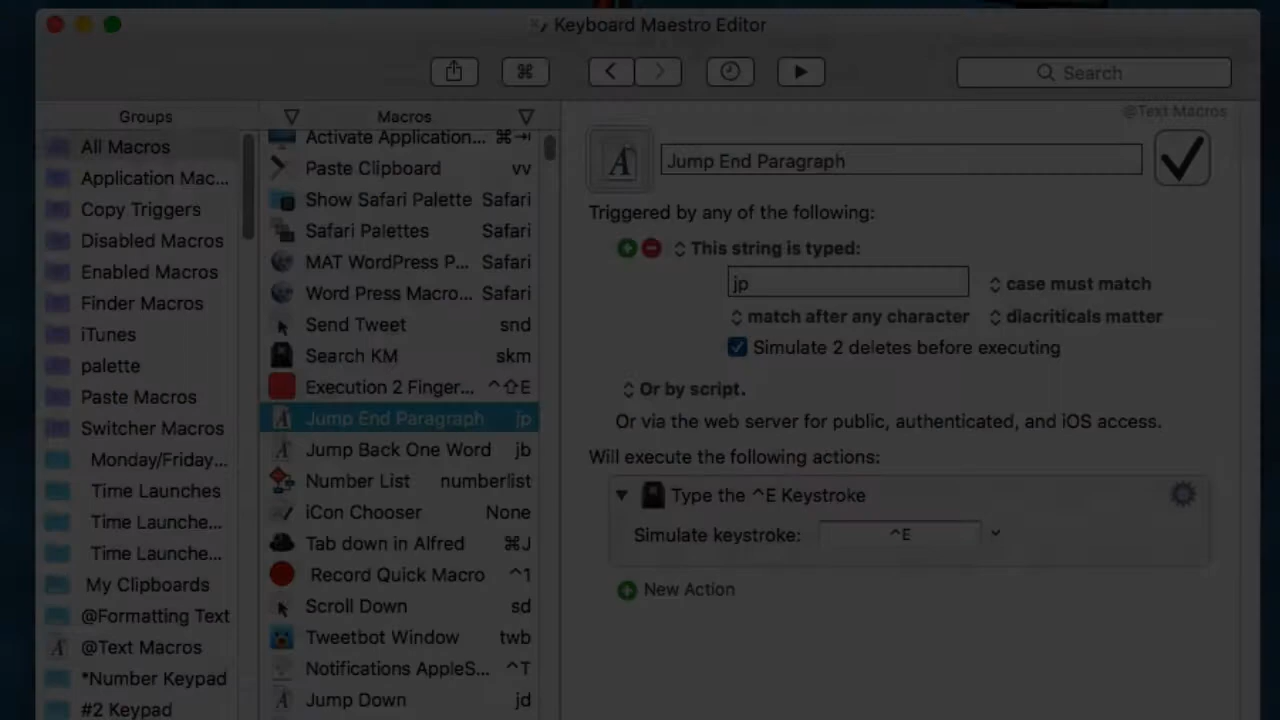 Keyboard Maestro Editor
Search
Groups
All Macros
Application Mac...
Copy Triggers
Disabled Macros
Enabled Macros
Finder Macros
iTunes
palette
Paste Macros
Switcher Macros
Monday/Friday...
Time Launches
Time Launche...
Time Launche...
My Clipboards
@Formatting Text
@Text Macros
*Number Keypad
#2 Keypad
Macros
Activate Application... ⌘⇥
Paste Clipboard vv
Show Safari Palette Safari
Safari Palettes Safari
MAT WordPress P... Safari
Word Press Macro... Safari
Send Tweet snd
Search KM skm
Execution 2 Finger... ^⇧E
Jump End Paragraph jp
Jump Back One Word jb
Number List numberlist
iCon Chooser None
Tab down in Alfred ⌘J
Record Quick Macro ^1
Scroll Down sd
Tweetbot Window twb
Notifications AppleS... ^T
Jump Down jd
@Text Macros
Jump End Paragraph
Triggered by any of the following:
This string is typed:
jp case must match
match after any character diacriticals matter
Simulate 2 deletes before executing
Or by script.
Or via the web server for public, authenticated, and iOS access.
Will execute the following actions:
Type the ^E Keystroke
Simulate keystroke: ^E
New Action